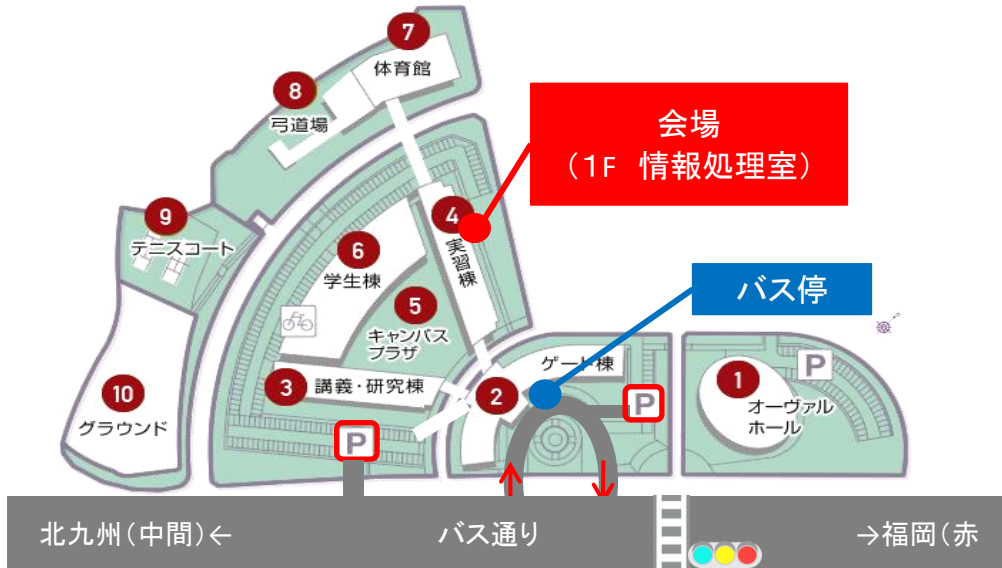 7
体育館
8
弓道場
会場
（1F　情報処理室）
9
テニスコート
4
実習棟
6
学生棟
バス停
5
キャンパス
プラザ
ゲート棟
3
講義・研究棟
2
P
1
P
オーヴァル
ホール
10
グラウンド
P
北九州（中間）←
バス通り
→福岡（赤